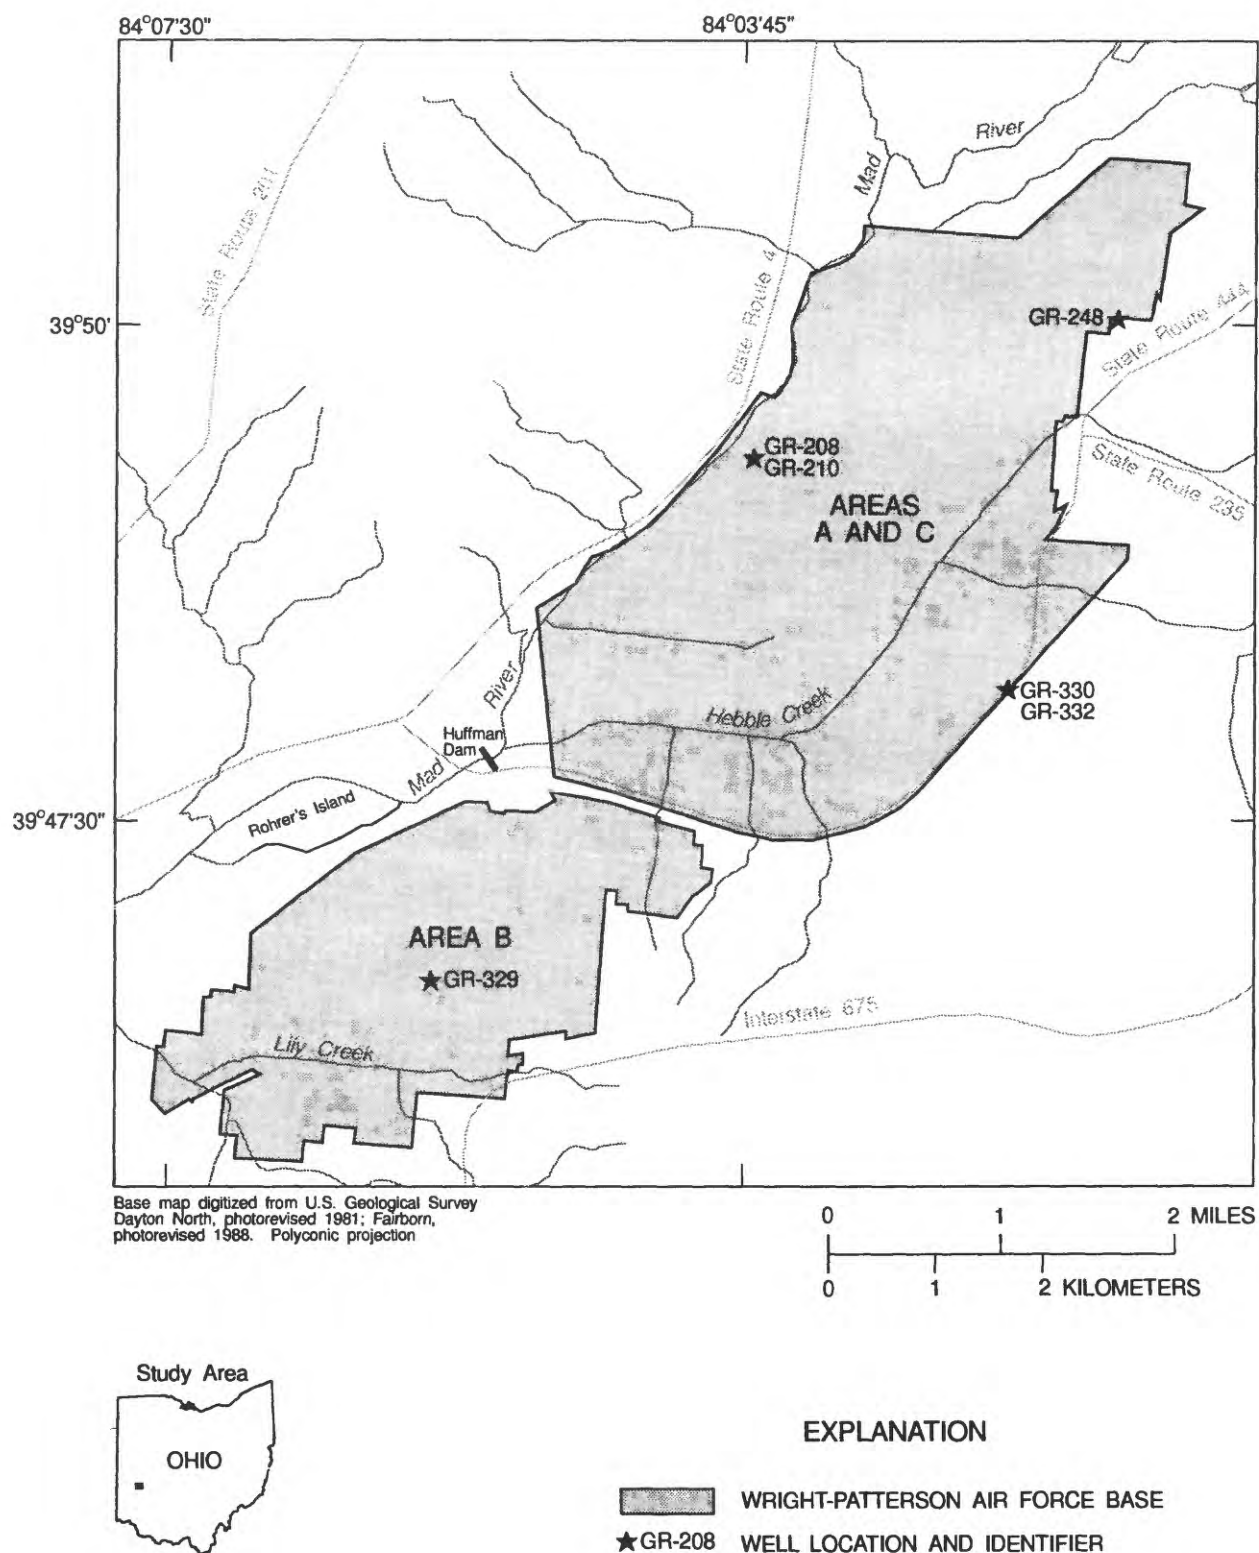 84°07'30"
84°03'45"
River
Mad
State Route 201
State Route 4
39°50'
GR-248
State Route 444
GR-208
GR-210
State Route 235
AREAS
A AND C
River
GR-330
GR-332
Hebble Creek
Huffman
Dam
Mad
Rohrer's Island
39°47'30"
AREA B
GR-329
Interstate 675
Lily Creek
Base map digitized from U.S. Geological Survey
Dayton North, photorevised 1981; Fairborn,
photorevised 1988. Polyconic projection
0 1 2 MILES
0 1 2 KILOMETERS
Study Area
OHIO
EXPLANATION
WRIGHT-PATTERSON AIR FORCE BASE
GR-208 WELL LOCATION AND IDENTIFIER